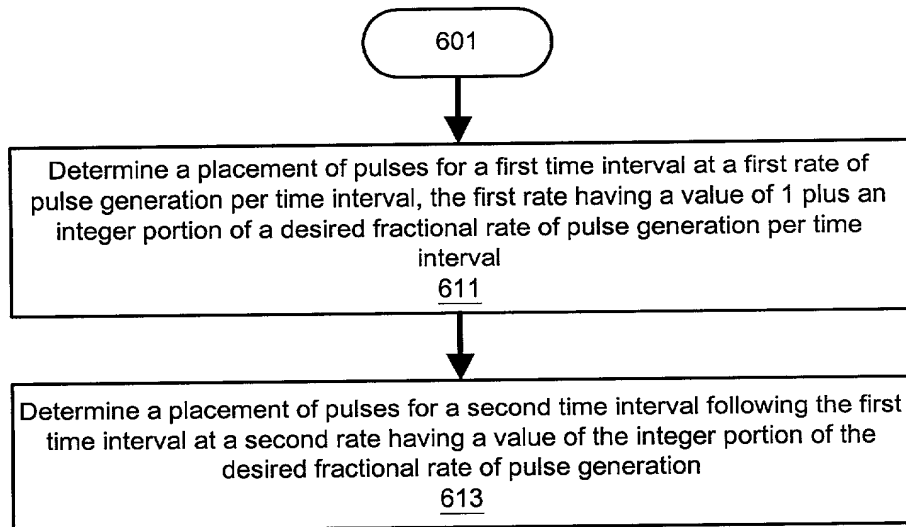 601
Determine a placement of pulses for a first time interval at a first rate of
pulse generation per time interval, the first rate having a value of 1 plus an
integer portion of a desired fractional rate of pulse generation per time
interval
611
Determine a placement of pulses for a second time interval following the first
time interval at a second rate having a value of the integer portion of the
desired fractional rate of pulse generation
613